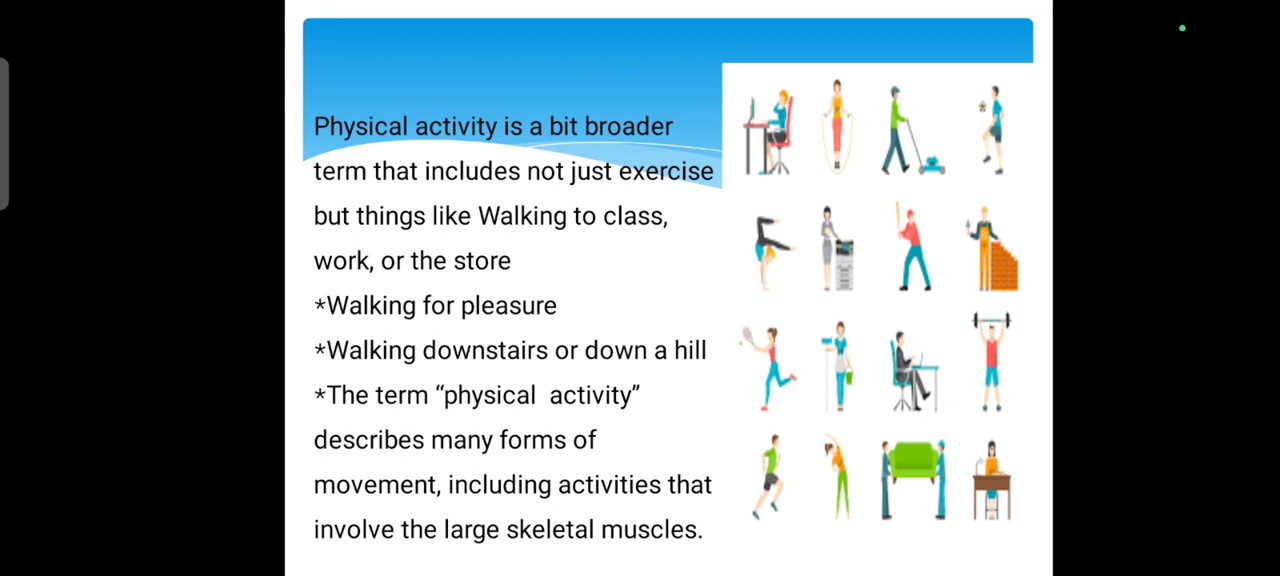 Physical activity is a bit broader
term that includes not just exercise
but things like Walking to class,
work, or the store
*Walking for pleasure
*Walking downstairs or down a hill
*The term “physical  activity”
describes many forms of
movement, including activities that
involve the large skeletal muscles.